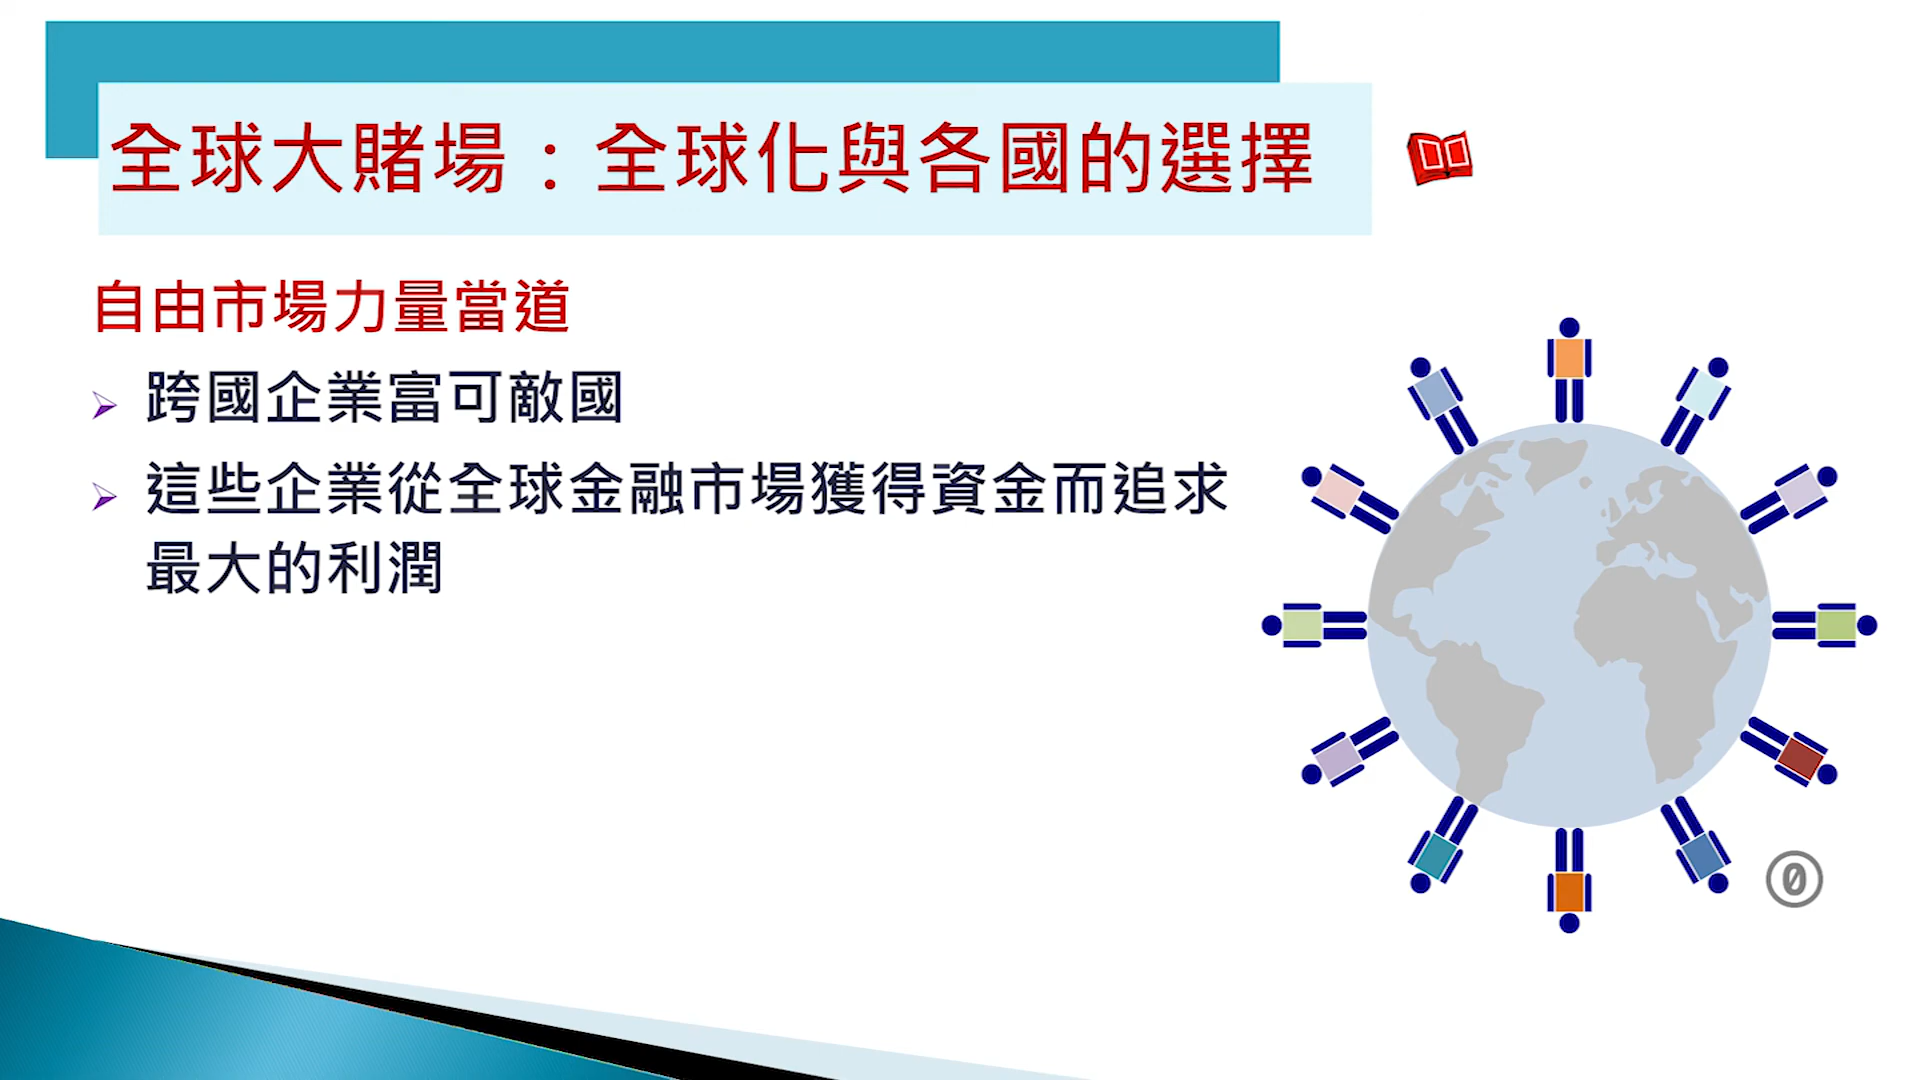 全球大賭場：全球化與各國的選擇
自由市場力量當道
跨國企業富可敵國
這些企業從全球金融市場獲得資金而追求
最大的利潤
0